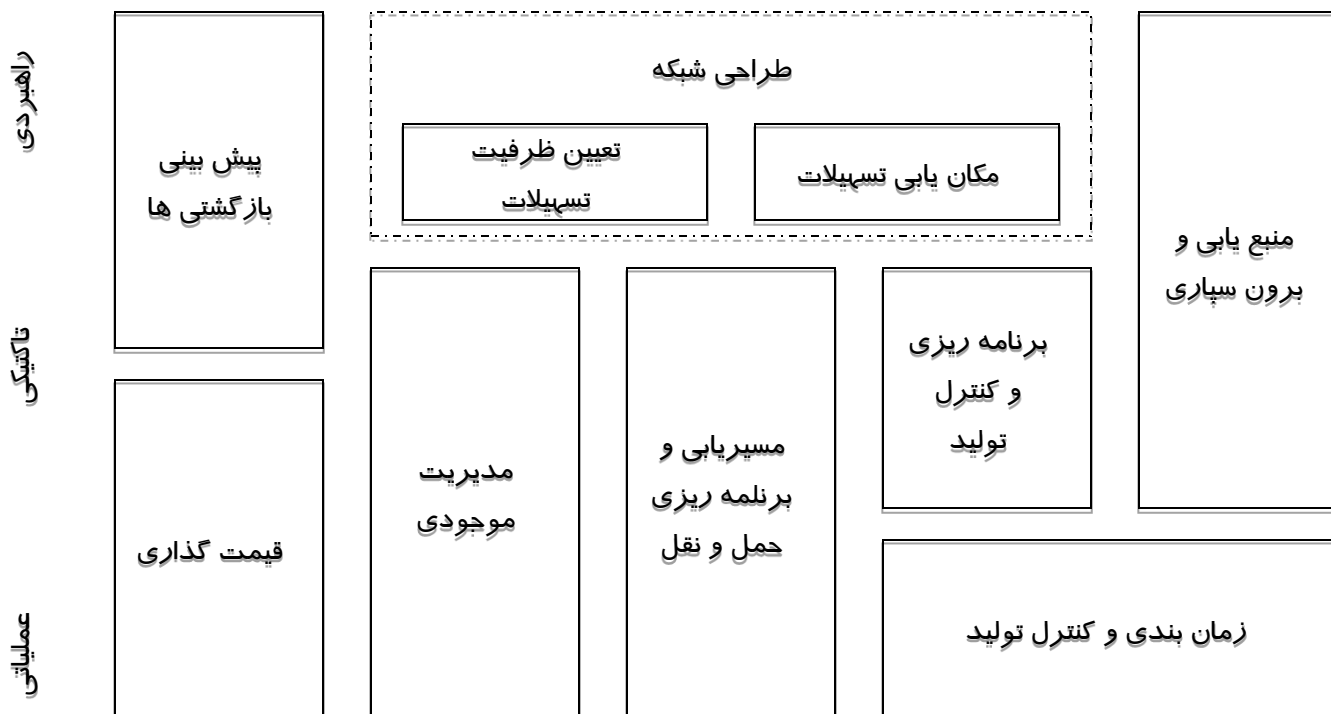 راهبردی
تاکتیکی
عملیاتی
طراحی شبکه
مکان یابی تسهیلات
تعیین ظرفیت
تسهیلات
منبع یابی و
برون سپاری
پیش بینی
بازگشتی ها
برنامه ریزی
و کنترل
تولید
مسیریابی و
برنلمه ریزی
حمل و نقل
مدیریت
موجودی
قیمت گذاری
زمان بندی و کنترل تولید